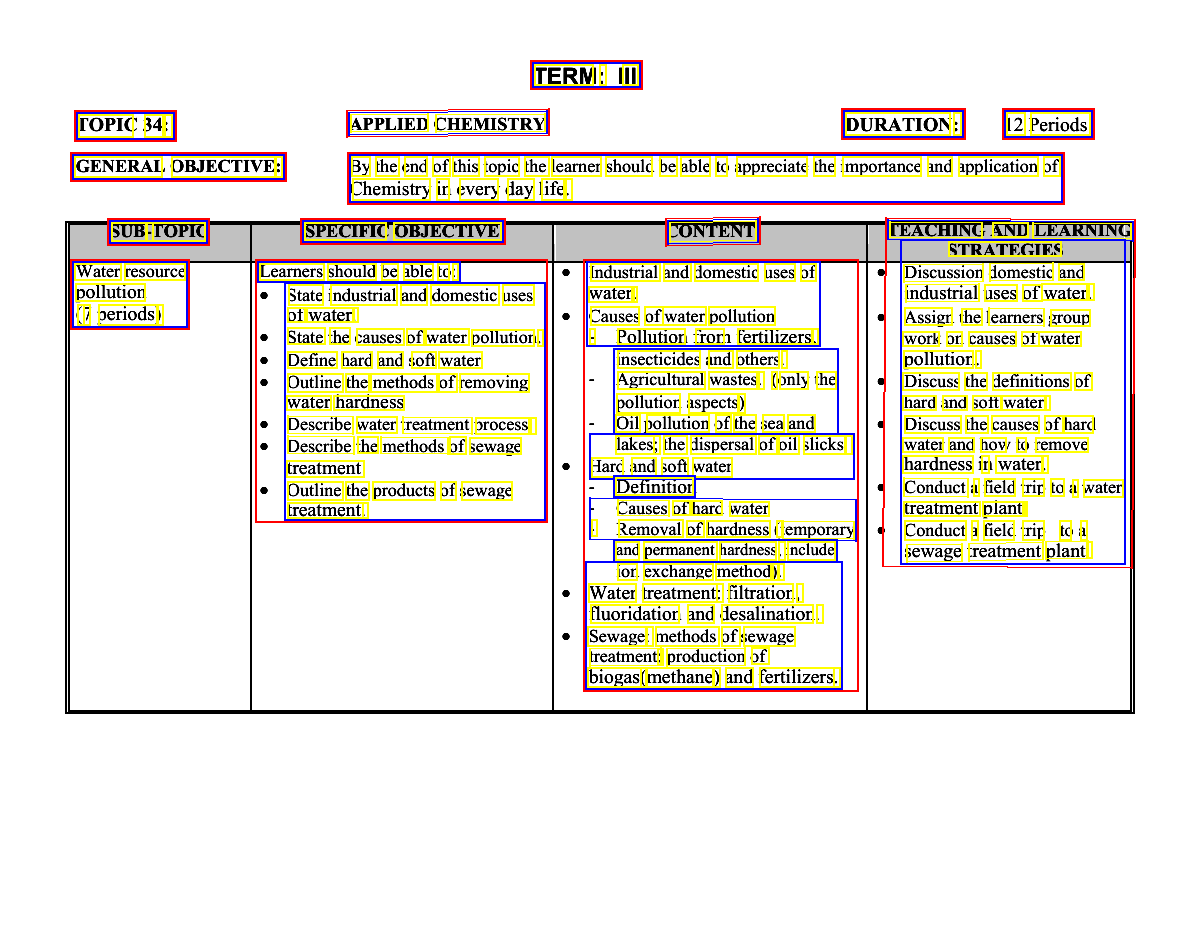 TERM: III
TOPIC 34: APPLIED CHEMISTRY DURATION: 12 Periods
GENERAL OBJECTIVE: By the end of this topic the learner should be able to appreciate the importance and application of
Chemistry in every day life.
SUB-TOPIC
SPECIFIC OBJECTIVE
CONTENT
TEACHING AND LEARNING
STRATEGIES
Water resource
pollution
(7 periods)
Learners should be able to:
• State industrial and domestic uses
of water
• State the causes of water pollution.
• Define hard and soft water
• Outline the methods of removing
water hardness
• Describe water treatment process
• Describe the methods of sewage
treatment
• Outline the products of sewage
treatment.
• Industrial and domestic uses of
water.
• Causes of water pollution
- Pollution from fertilizers.
insecticides and others.
- Agricultural wastes. (only the
pollution aspects)
- Oil pollution of the sea and
lakes; the dispersal of oil slicks
• Hard and soft water
- Definition
- Causes of hard water
- Removal of hardness (temporary
and permanent hardness, include
ion exchange method).
• Water treatment: filtration,
fluoridation and desalination.
• Sewage: methods of sewage
treatment; production of
biogas(methane) and fertilizers.
• Discussion domestic and
industrial uses of water.
• Assign the learners group
work on causes of water
pollution.
• Discuss the definitions of
hard and soft water
• Discuss the causes of hard
water and how to remove
hardness in water.
• Conduct a field trip to a water
treatment plant
• Conduct a field trip to a
sewage treatment plant